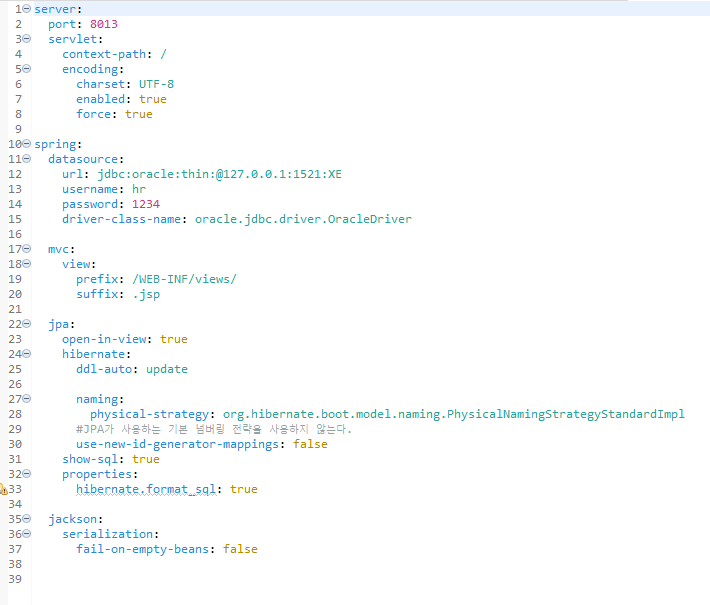 1 server:
2   port: 8013
3   servlet:
4     context-path: /
5     encoding:
6       charset: UTF-8
7       enabled: true
8       force: true
9
10 spring:
11   datasource:
12     url: jdbc:oracle:thin:@127.0.0.1:1521:XE
13     username: hr
14     password: 1234
15     driver-class-name: oracle.jdbc.driver.OracleDriver
16
17   mvc:
18     view:
19       prefix: /WEB-INF/views/
20       suffix: .jsp
21
22   jpa:
23     open-in-view: true
24     hibernate:
25       ddl-auto: update
26
27       naming:
28         physical-strategy: org.hibernate.boot.model.naming.PhysicalNamingStrategyStandardImpl
29       #JPA가 사용하는 기본 넘버링 전략을 사용하지 않는다.
30       use-new-id-generator-mappings: false
31     show-sql: true
32     properties:
33       hibernate.format_sql: true
34
35   jackson:
36     serialization:
37       fail-on-empty-beans: false
38
39